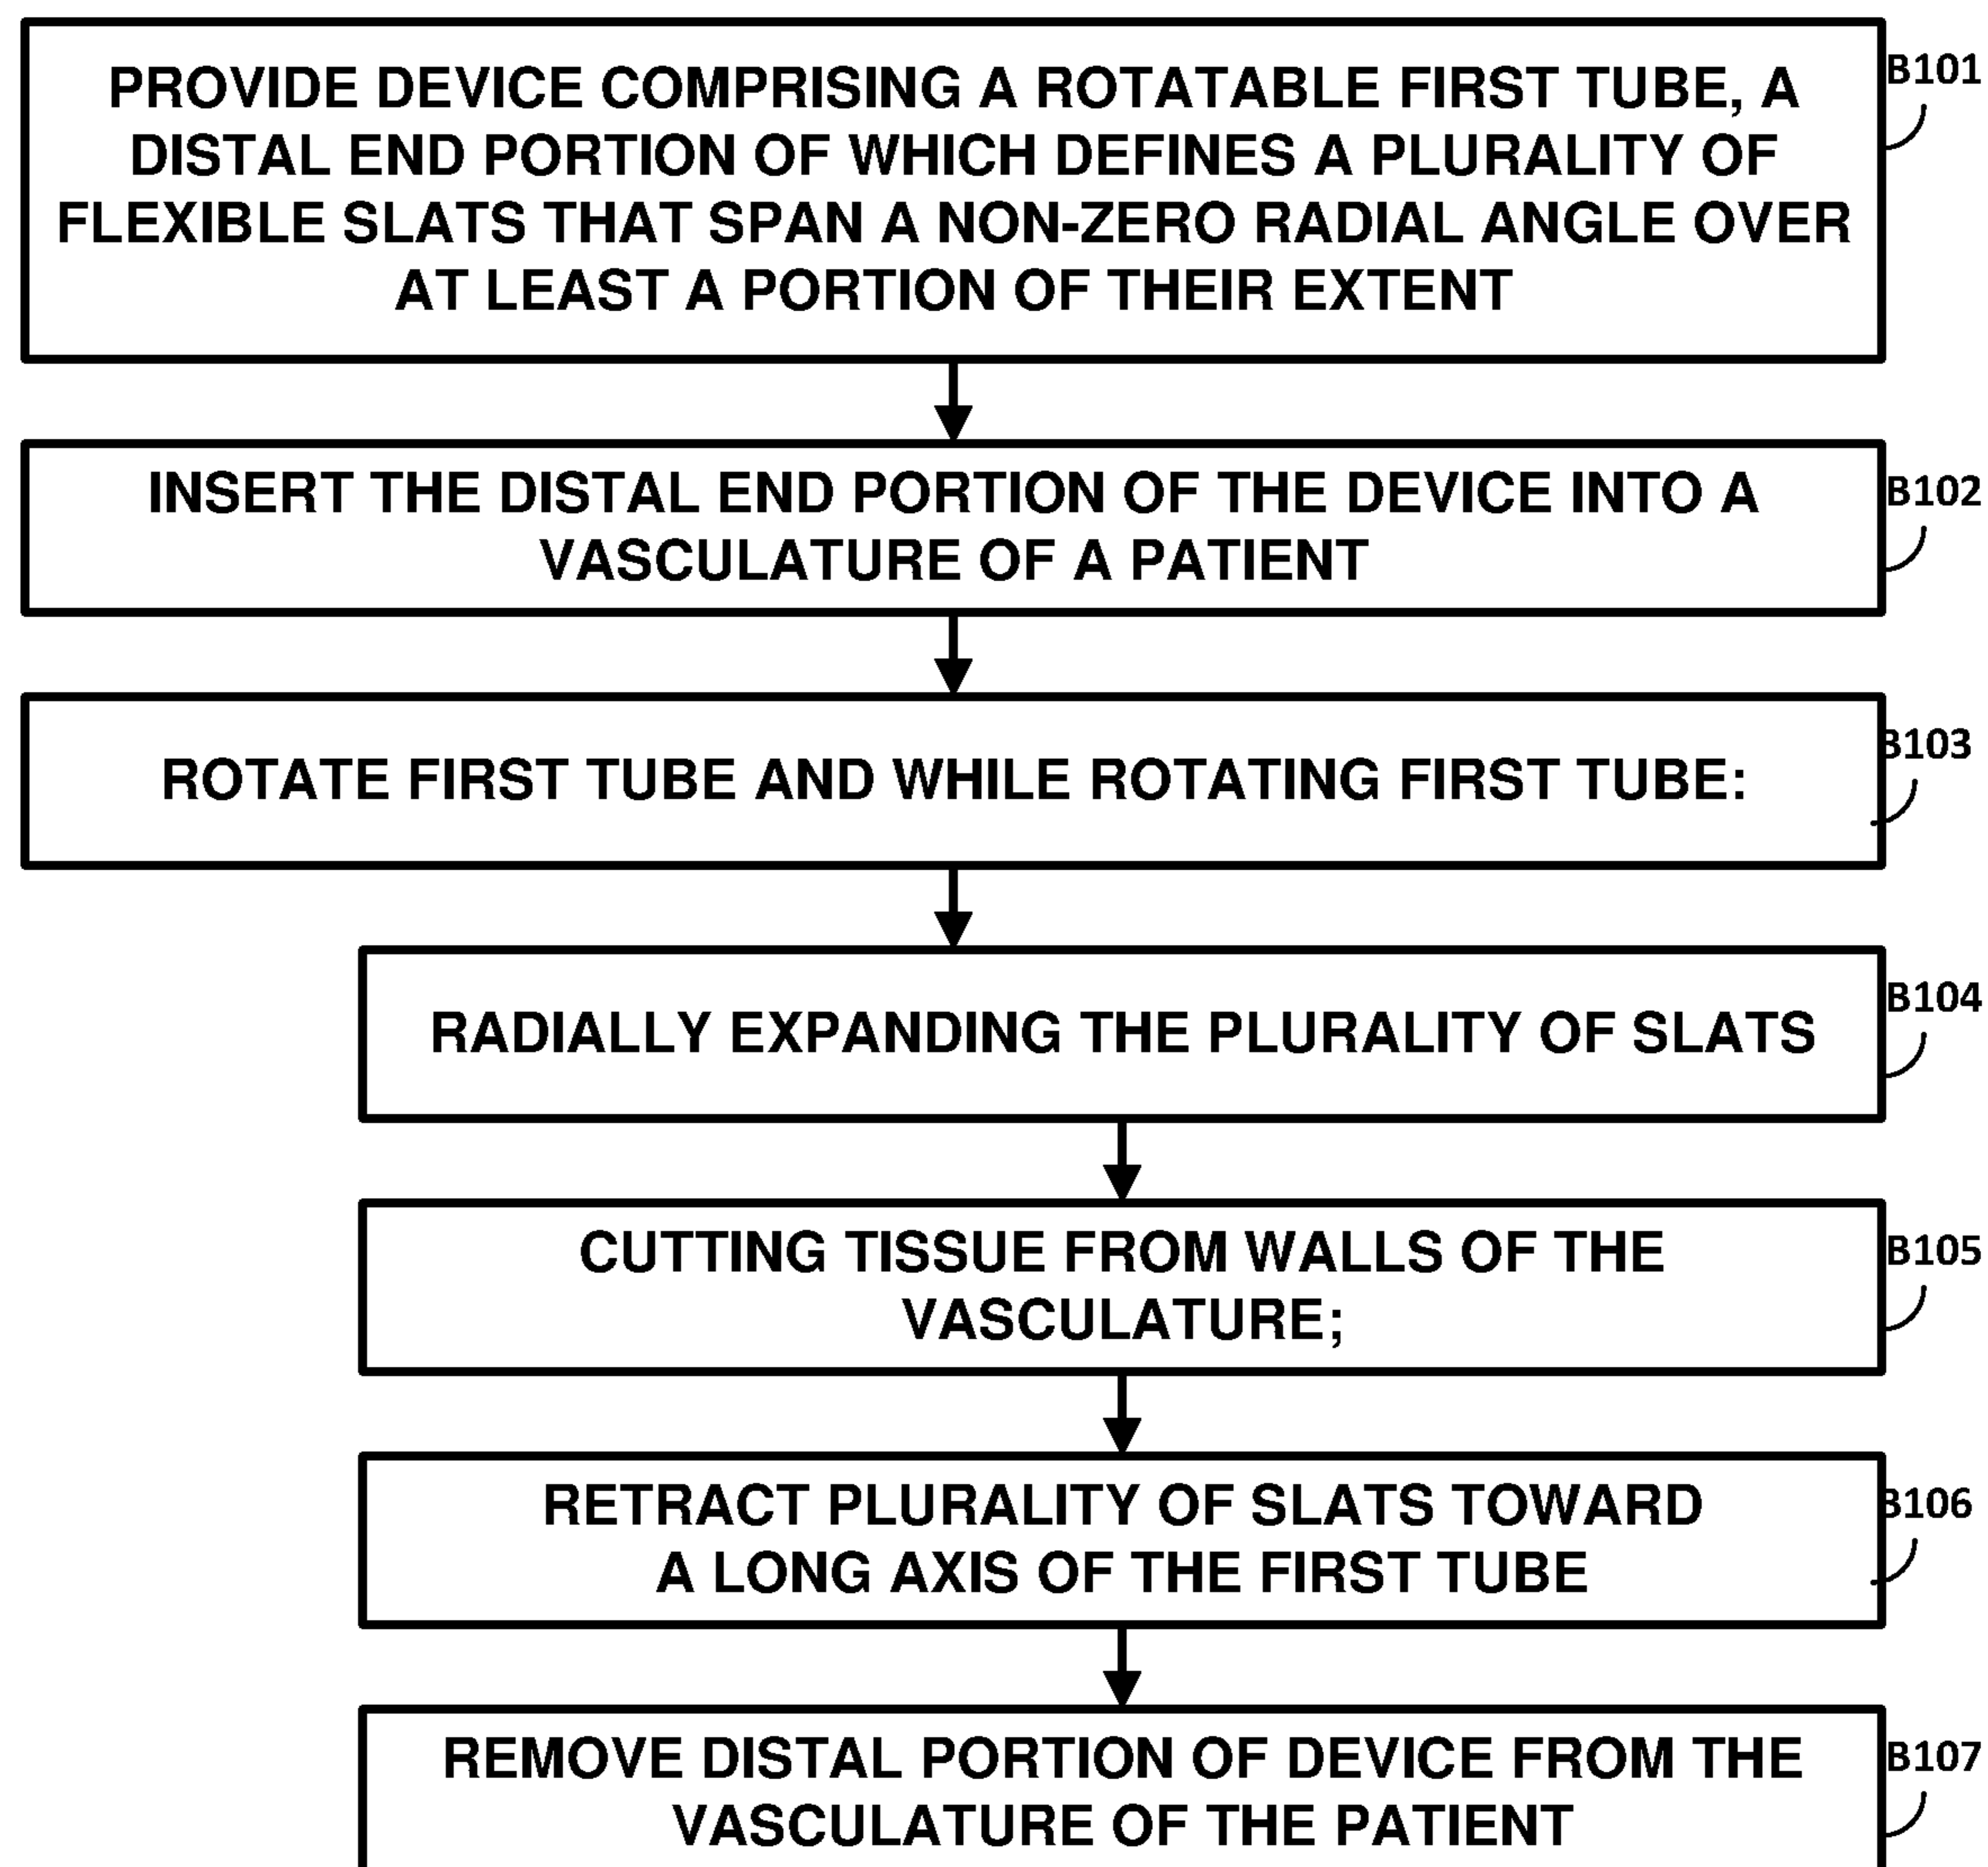 PROVIDE DEVICE COMPRISING A ROTATABLE FIRST TUBE, A
DISTAL END PORTION OF WHICH DEFINES A PLURALITY OF
FLEXIBLE SLATS THAT SPAN A NON-ZERO RADIAL ANGLE OVER
AT LEAST A PORTION OF THEIR EXTENT
B101
INSERT THE DISTAL END PORTION OF THE DEVICE INTO A
VASCULATURE OF A PATIENT
B102
ROTATE FIRST TUBE AND WHILE ROTATING FIRST TUBE:
B103
RADIALLY EXPANDING THE PLURALITY OF SLATS
B104
CUTTING TISSUE FROM WALLS OF THE
VASCULATURE;
B105
RETRACT PLURALITY OF SLATS TOWARD
A LONG AXIS OF THE FIRST TUBE
B106
REMOVE DISTAL PORTION OF DEVICE FROM THE
VASCULATURE OF THE PATIENT
B107